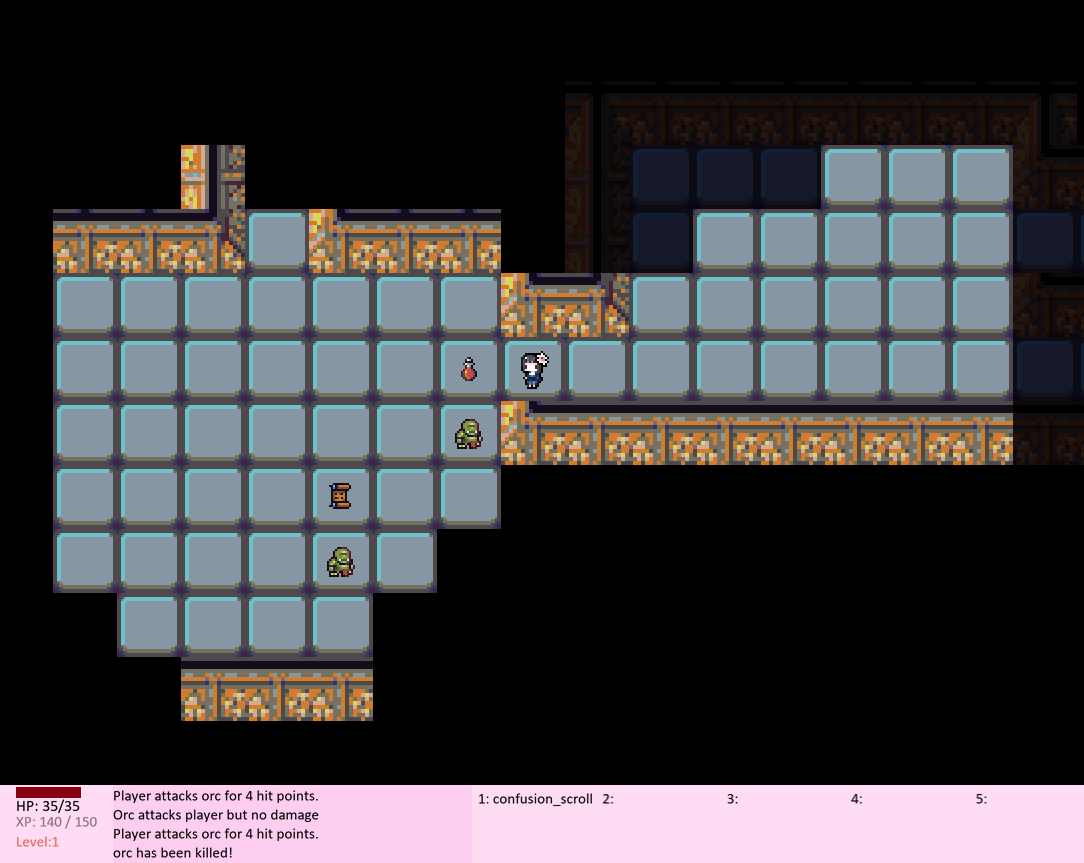 HP: 35/35
XP: 140 / 150
Level:1
Player attacks orc for 4 hit points.
Orc attacks player but no damage
Player attacks orc for 4 hit points.
orc has been killed!
1: confusion_scroll 2: 3: 4: 5: